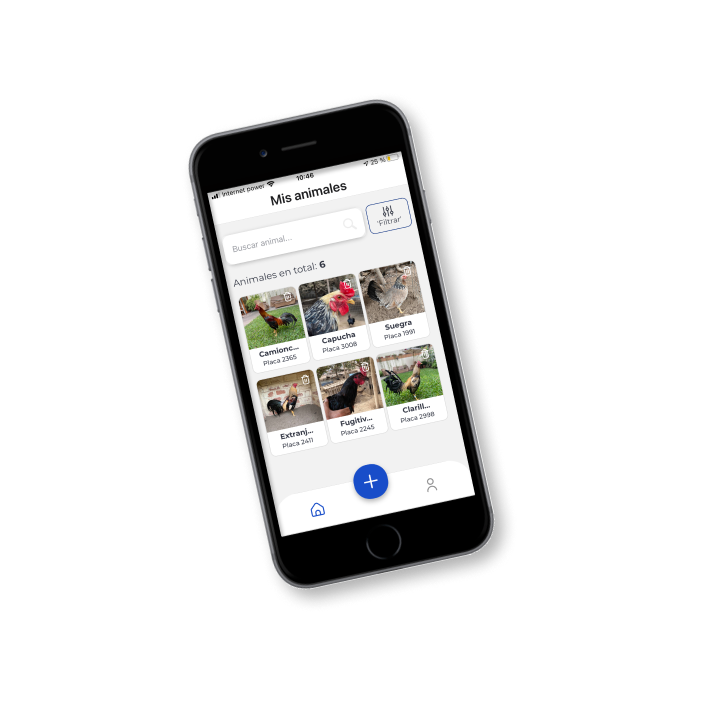 Internet power 10:46 25 %
Mis animales
Buscar animal...
'Filtrar'
Animales en total: 6
Camionc... Capucha Suegra
Placa 2365 Placa 3008 Placa 1991
Extranj... Fugitiv... Clarill...
Placa 2411 Placa 2245 Placa 2998